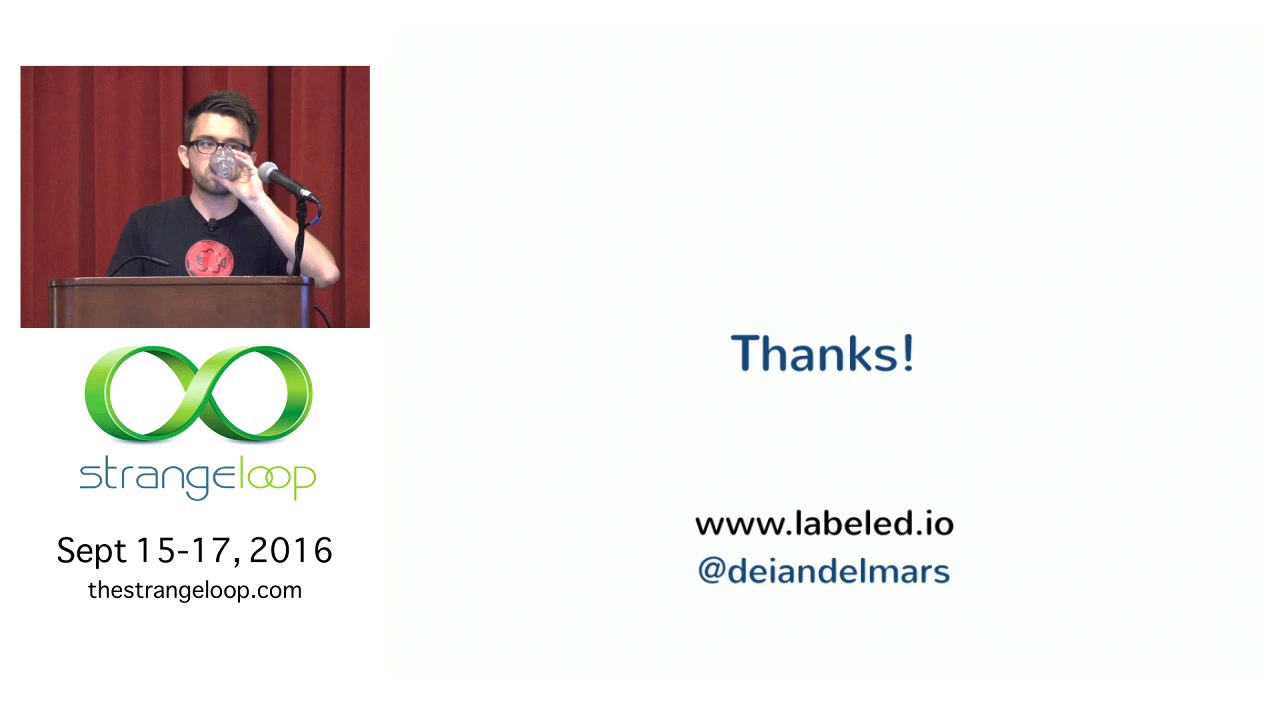 strangeloop
Sept 15-17, 2016
thestrangeloop.com
Thanks!
www.labeled.io
@deiandelmars